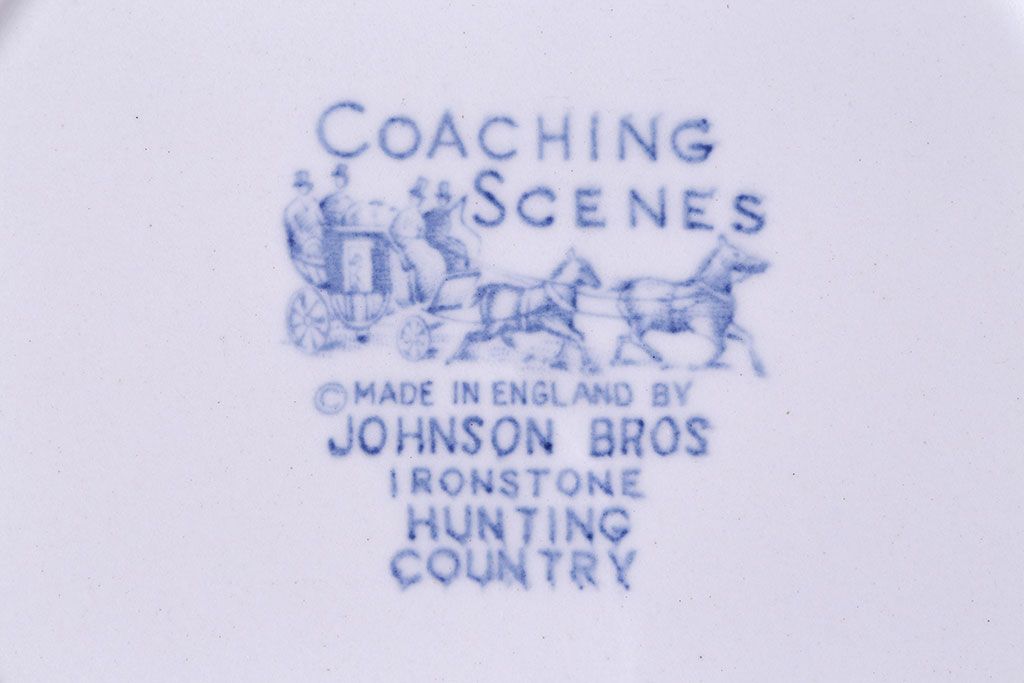 COACHING
SCENES
© MADE IN ENGLAND BY
JOHNSON BROS
IRONSTONE
HUNTING
COUNTRY